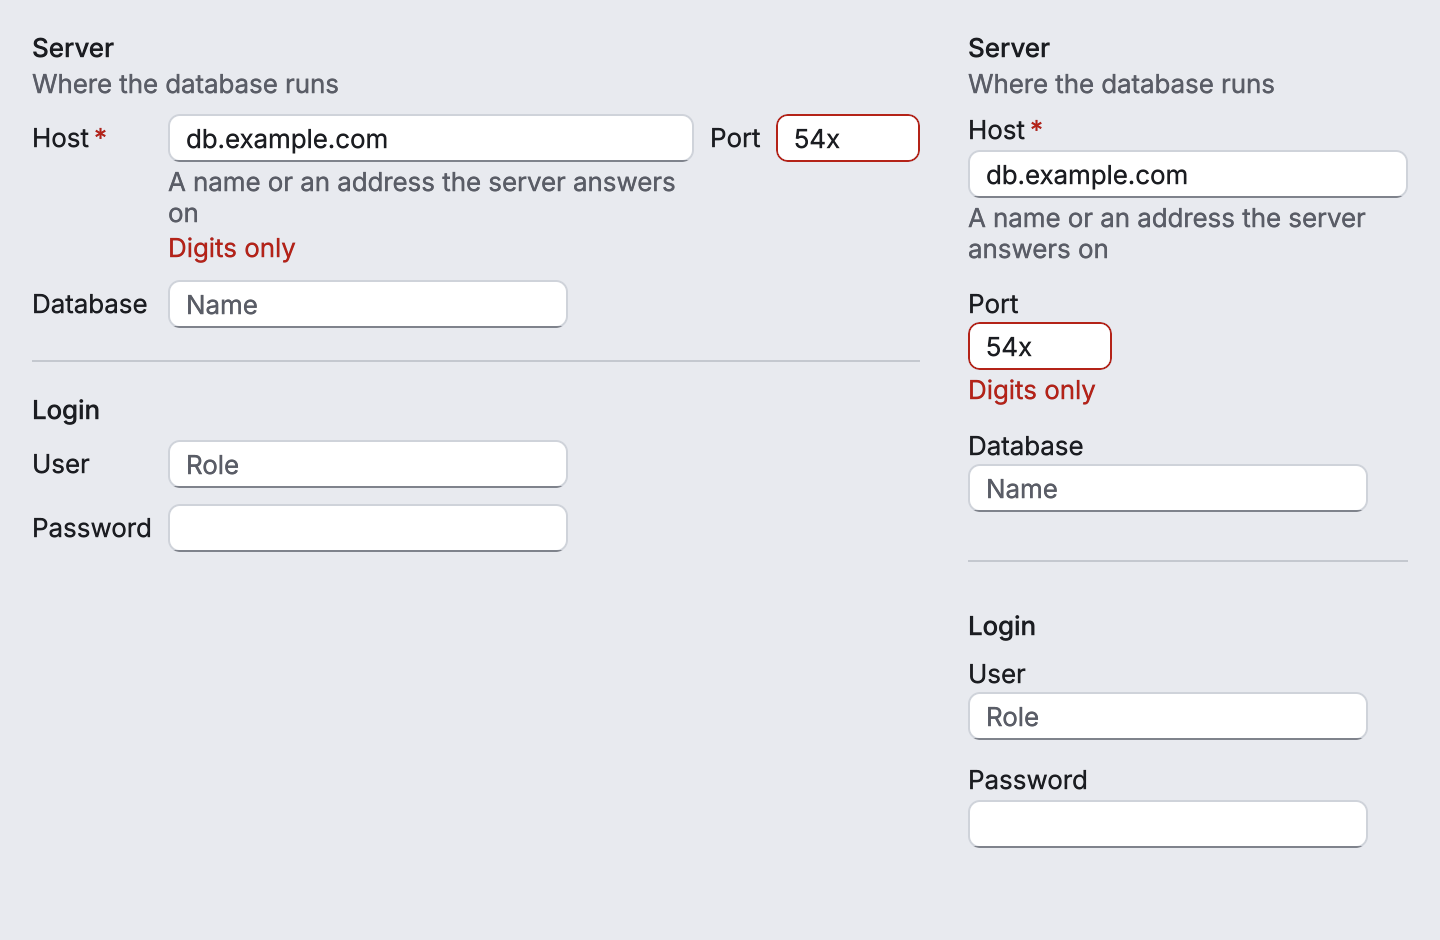 Server
Where the database runs
Host *
db.example.com
Port
54x
A name or an address the server answers
on
Digits only
Database
Name
Login
User
Role
Password
Server
Where the database runs
Host *
db.example.com
A name or an address the server
answers on
Port
54x
Digits only
Database
Name
Login
User
Role
Password